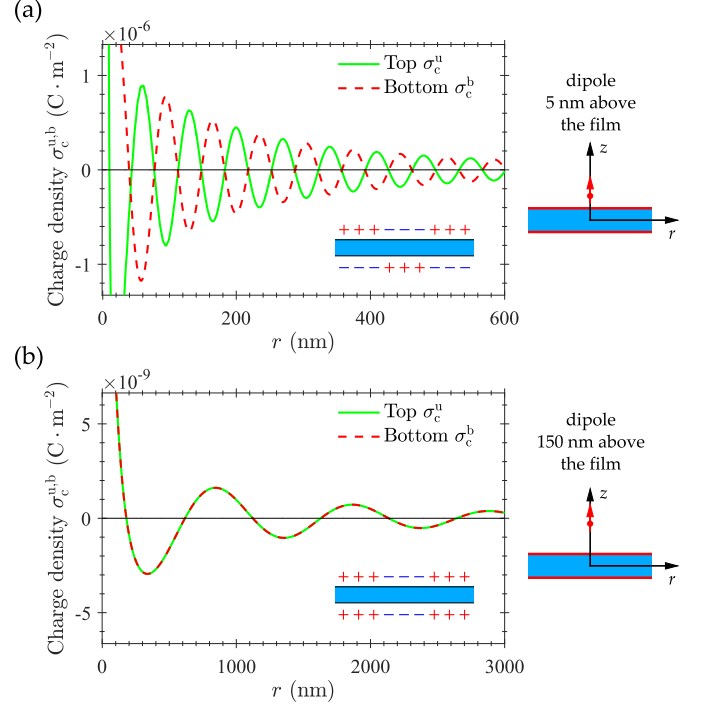 (a)
×10⁻⁶
1
0
-1
Charge density σ_c^{u,b} (C · m⁻²)
Top σ_c^u
Bottom σ_c^b
+ + + − − − + + +
− − − + + + − − −
0 200 400 600
r (nm)
dipole
5 nm above
the film
z
r
(b)
×10⁻⁹
5
0
-5
Charge density σ_c^{u,b} (C · m⁻²)
Top σ_c^u
Bottom σ_c^b
+ + + − − − + + +
+ + + − − − + + +
0 1000 2000 3000
r (nm)
dipole
150 nm above
the film
z
r